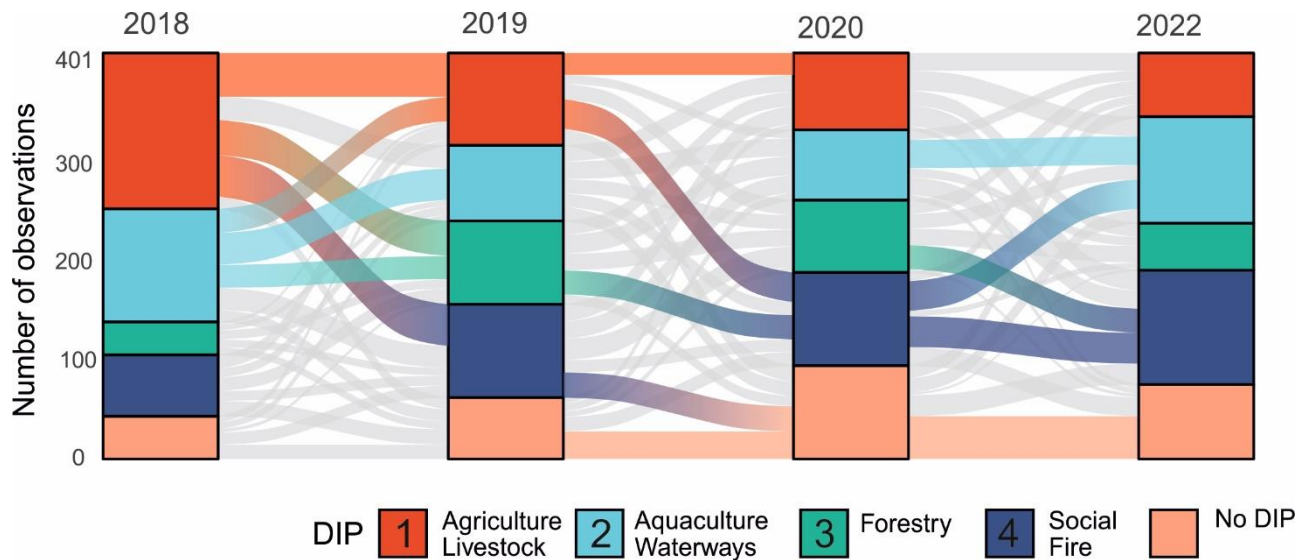 2018 2019 2020 2022
401
300
200
100
0
Number of observations
DIP 1 Agriculture Livestock 2 Aquaculture Waterways 3 Forestry 4 Social Fire No DIP